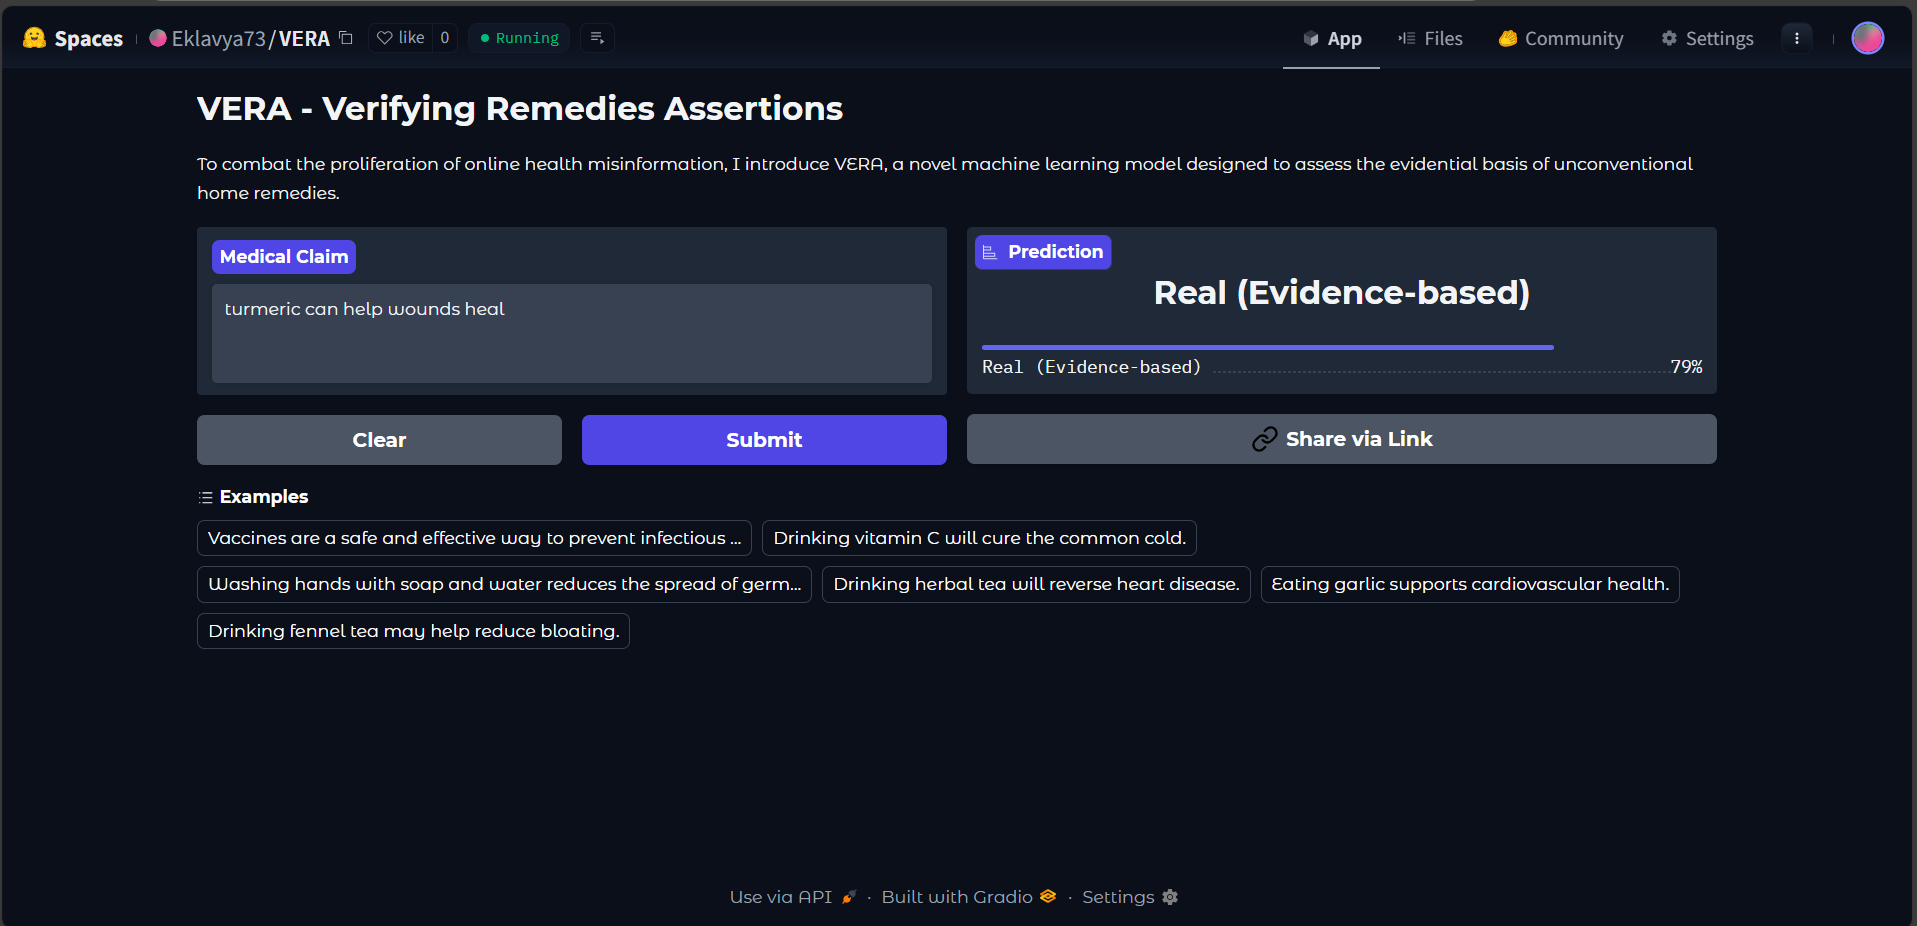 Spaces Eklavya73/VERA like 0 Running App Files Community Settings
VERA - Verifying Remedies Assertions
To combat the proliferation of online health misinformation, I introduce VERA, a novel machine learning model designed to assess the evidential basis of unconventional
home remedies.
Medical Claim
turmeric can help wounds heal
Prediction
Real (Evidence-based)
Real (Evidence-based) 79%
Clear Submit Share via Link
Examples
Vaccines are a safe and effective way to prevent infectious ... Drinking vitamin C will cure the common cold.
Washing hands with soap and water reduces the spread of germ... Drinking herbal tea will reverse heart disease. Eating garlic supports cardiovascular health.
Drinking fennel tea may help reduce bloating.
Use via API · Built with Gradio · Settings